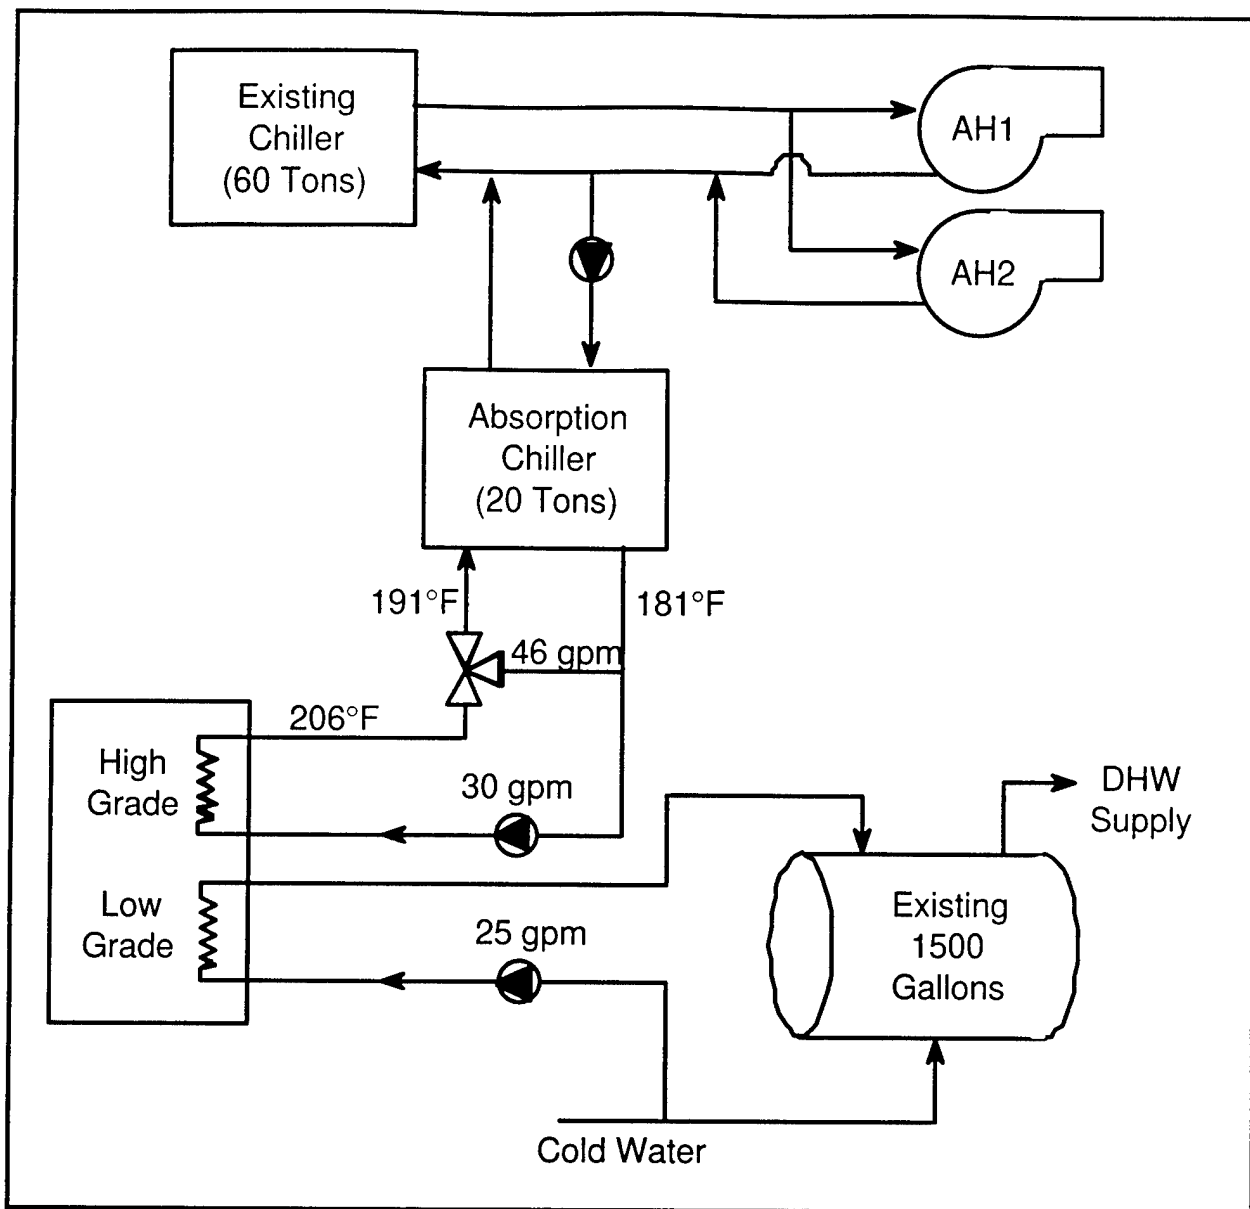 Existing
Chiller
(60 Tons)
AH1
AH2
Absorption
Chiller
(20 Tons)
191°F
181°F
46 gpm
206°F
High
Grade
30 gpm
DHW
Supply
Low
Grade
25 gpm
Existing
1500
Gallons
Cold Water